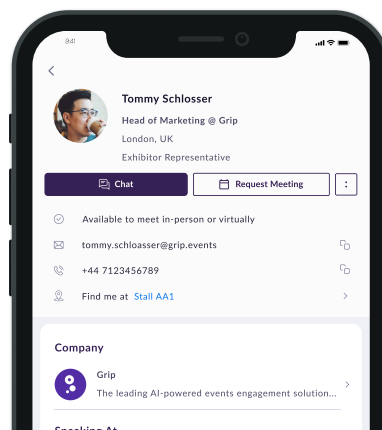 9:41
Tommy Schlosser
Head of Marketing @ Grip
London, UK
Exhibitor Representative
Chat
Request Meeting
Available to meet in-person or virtually
tommy.schloasser@grip.events
+44 7123456789
Find me at Stall AA1
Company
Grip
The leading AI-powered events engagement solution...
Speaking At